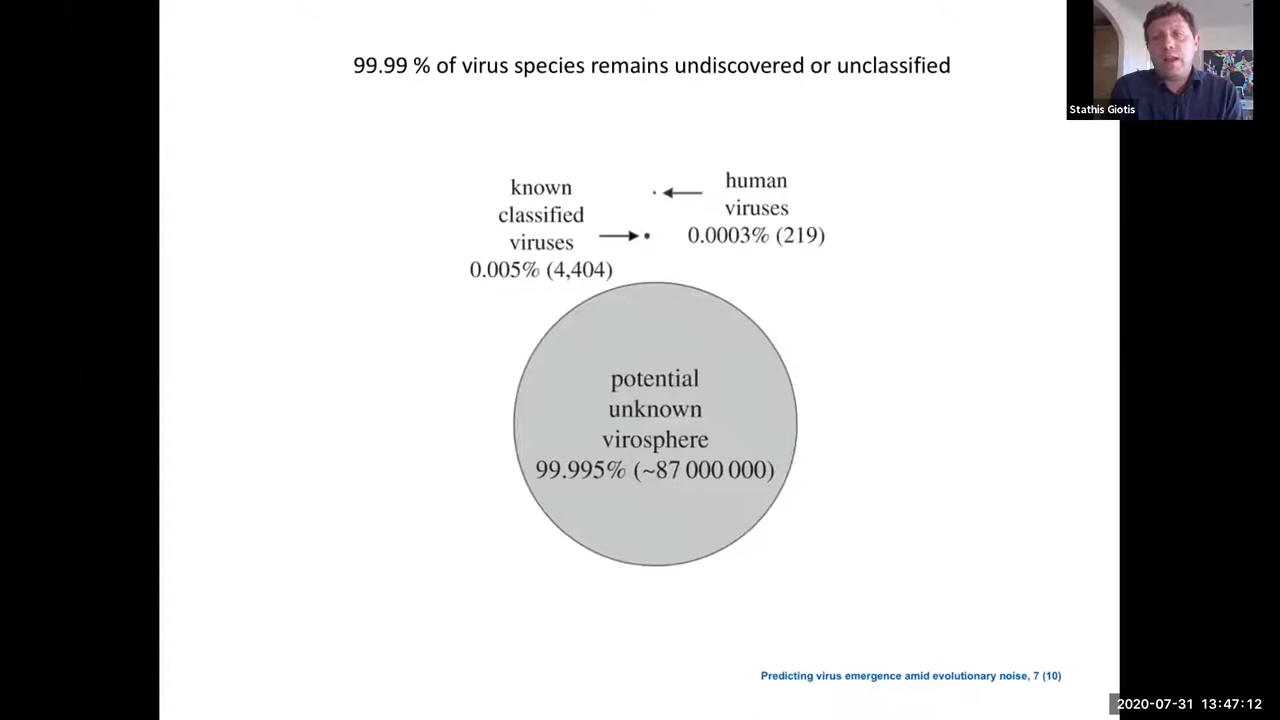 99.99 % of virus species remains undiscovered or unclassified
Stathis Giotis
known
classified
viruses
0.005% (4,404)
human
viruses
0.0003% (219)
potential
unknown
virosphere
99.995% (~87 000 000)
Predicting virus emergence amid evolutionary noise, 7 (10)
2020-07-31 13:47:12